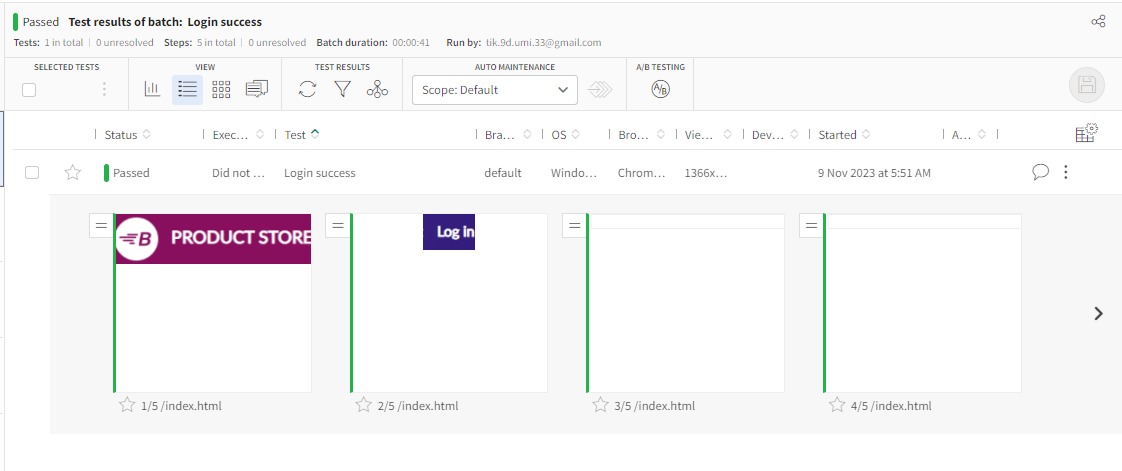 Passed Test results of batch: Login success
Tests: 1 in total | 0 unresolved Steps: 5 in total | 0 unresolved Batch duration: 00:00:41 Run by: tik.9d.umi.33@gmail.com
SELECTED TESTS VIEW TEST RESULTS AUTO MAINTENANCE A/B TESTING
Scope: Default A/B
Status Exec... Test Bra... OS Bro... Vie... Dev... Started A...
Passed Did not ... Login success default Windo... Chrom... 1366x... 9 Nov 2023 at 5:51 AM
B PRODUCT STORE Log in
1/5 /index.html 2/5 /index.html 3/5 /index.html 4/5 /index.html